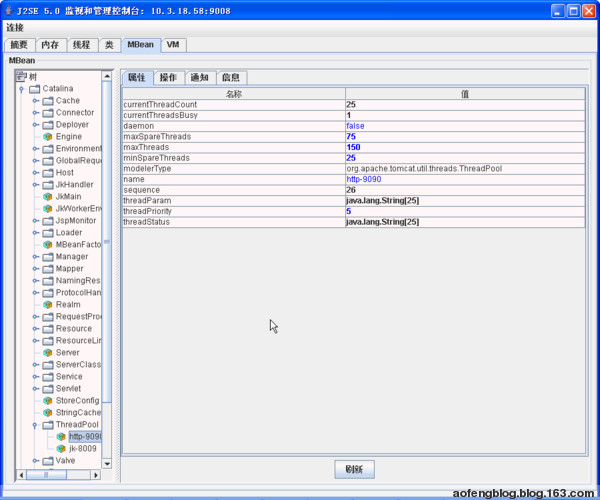 J2SE 5.0 监视和管理控制台: 10.3.18.58:9008
连接
摘要 内存 线程 类 MBean VM
MBean
树
Catalina
Cache
Connector
Deployer
Engine
Environment
GlobalReque
Host
JkHandler
JkMain
JkWorkerEnv
JspMonitor
Loader
MBeanFacto
Manager
Mapper
NamingRes
ProtocolHan
Realm
RequestProc
Resource
ResourceLin
Server
ServerClass
Service
Servlet
StoreConfig
StringCache
ThreadPool
http-9090
jk-8009
Valve
属性 操作 通知 信息
名称 值
currentThreadCount 25
currentThreadsBusy 1
daemon false
maxSpareThreads 75
maxThreads 150
minSpareThreads 25
modelerType org.apache.tomcat.util.threads.ThreadPool
name http-9090
sequence 26
threadParam java.lang.String[25]
threadPriority 5
threadStatus java.lang.String[25]
刷新
aofengblog.blog.163.com